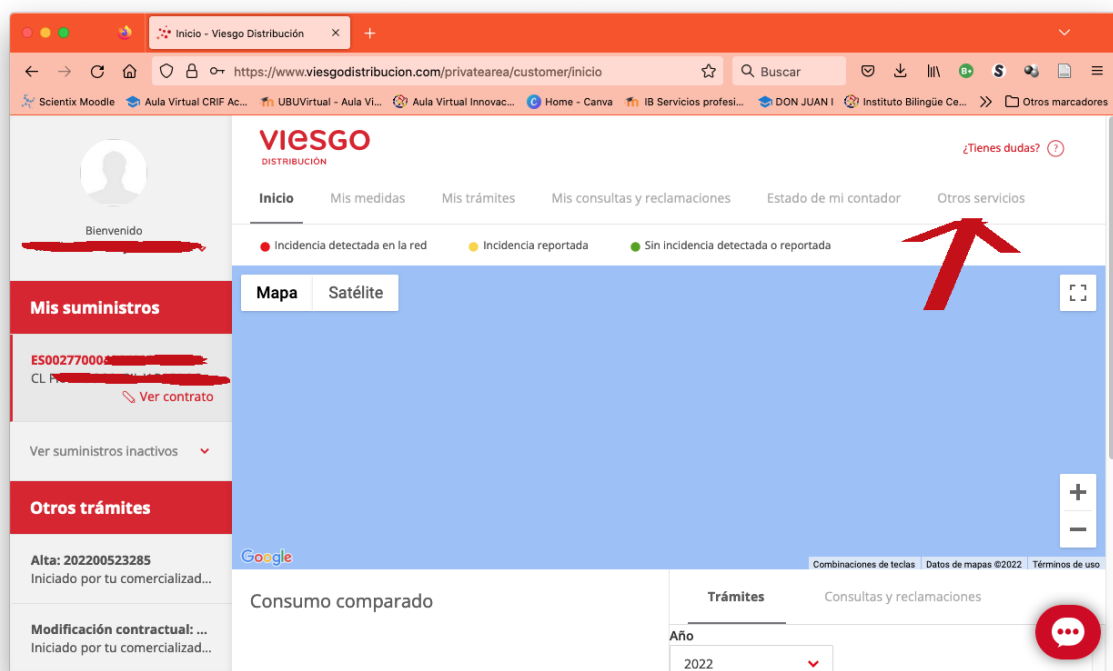 Inicio - Viesgo Distribución
https://www.viesgodistribucion.com/privatearea/customer/inicio
Buscar
Scientix Moodle
Aula Virtual CRIF Ac...
UBUVirtual - Aula Vi...
Aula Virtual Innovac...
Home - Canva
IB Servicios profesi...
DON JUAN I
Instituto Bilingüe Ce...
Otros marcadores
viesgo
DISTRIBUCIÓN
¿Tienes dudas? ?
Bienvenido
Inicio
Mis medidas
Mis trámites
Mis consultas y reclamaciones
Estado de mi contador
Otros servicios
Incidencia detectada en la red
Incidencia reportada
Sin incidencia detectada o reportada
Mis suministros
ES00277000
CL
Ver contrato
Ver suministros inactivos
Otros trámites
Alta: 202200523285
Iniciado por tu comercializad...
Modificación contractual: ...
Iniciado por tu comercializad...
Mapa
Satélite
Google
Combinaciones de teclas
Datos de mapas ©2022
Términos de uso
Consumo comparado
Trámites
Consultas y reclamaciones
Año
2022